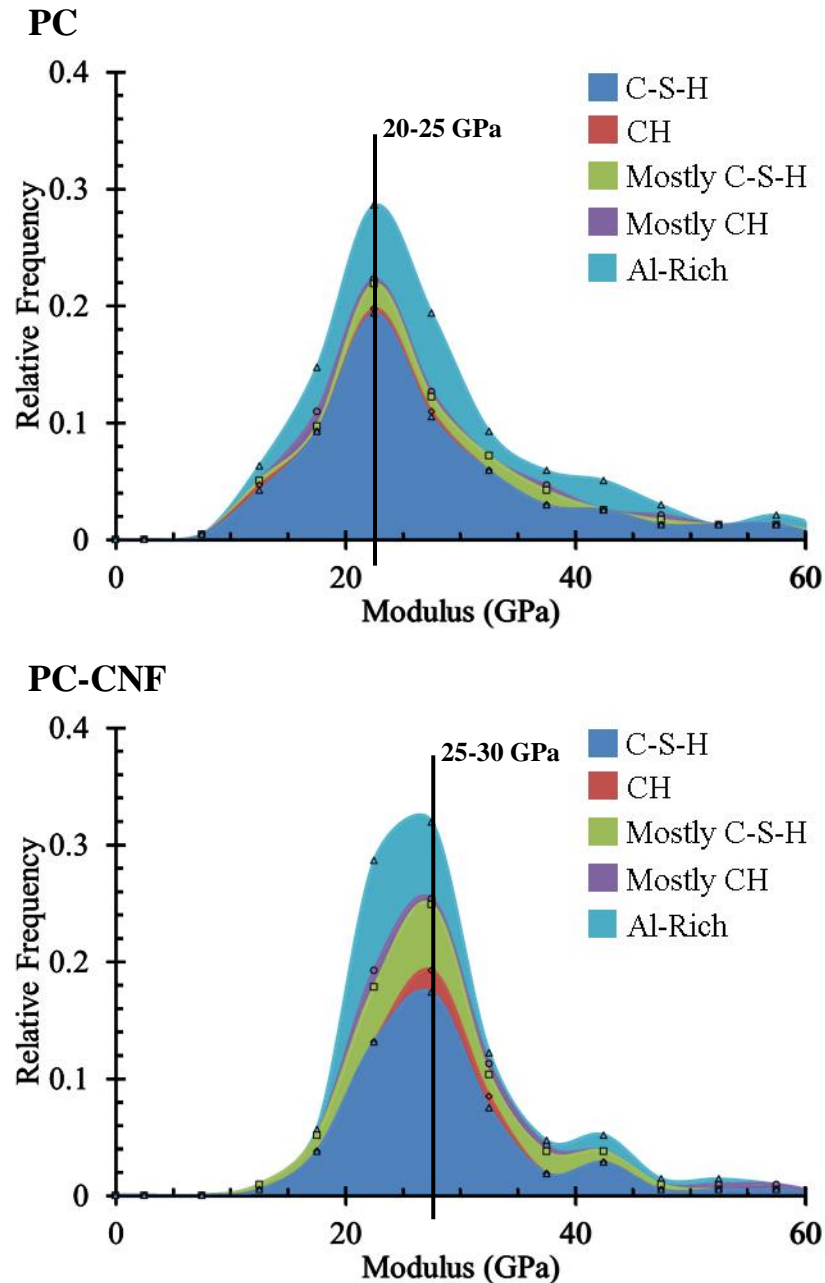 PC
0.4
0.3
0.2
0.1
0
Relative Frequency
20-25 GPa
C-S-H
CH
Mostly C-S-H
Mostly CH
Al-Rich
0 20 40 60
Modulus (GPa)
PC-CNF
0.4
0.3
0.2
0.1
0
Relative Frequency
25-30 GPa
C-S-H
CH
Mostly C-S-H
Mostly CH
Al-Rich
0 20 40 60
Modulus (GPa)